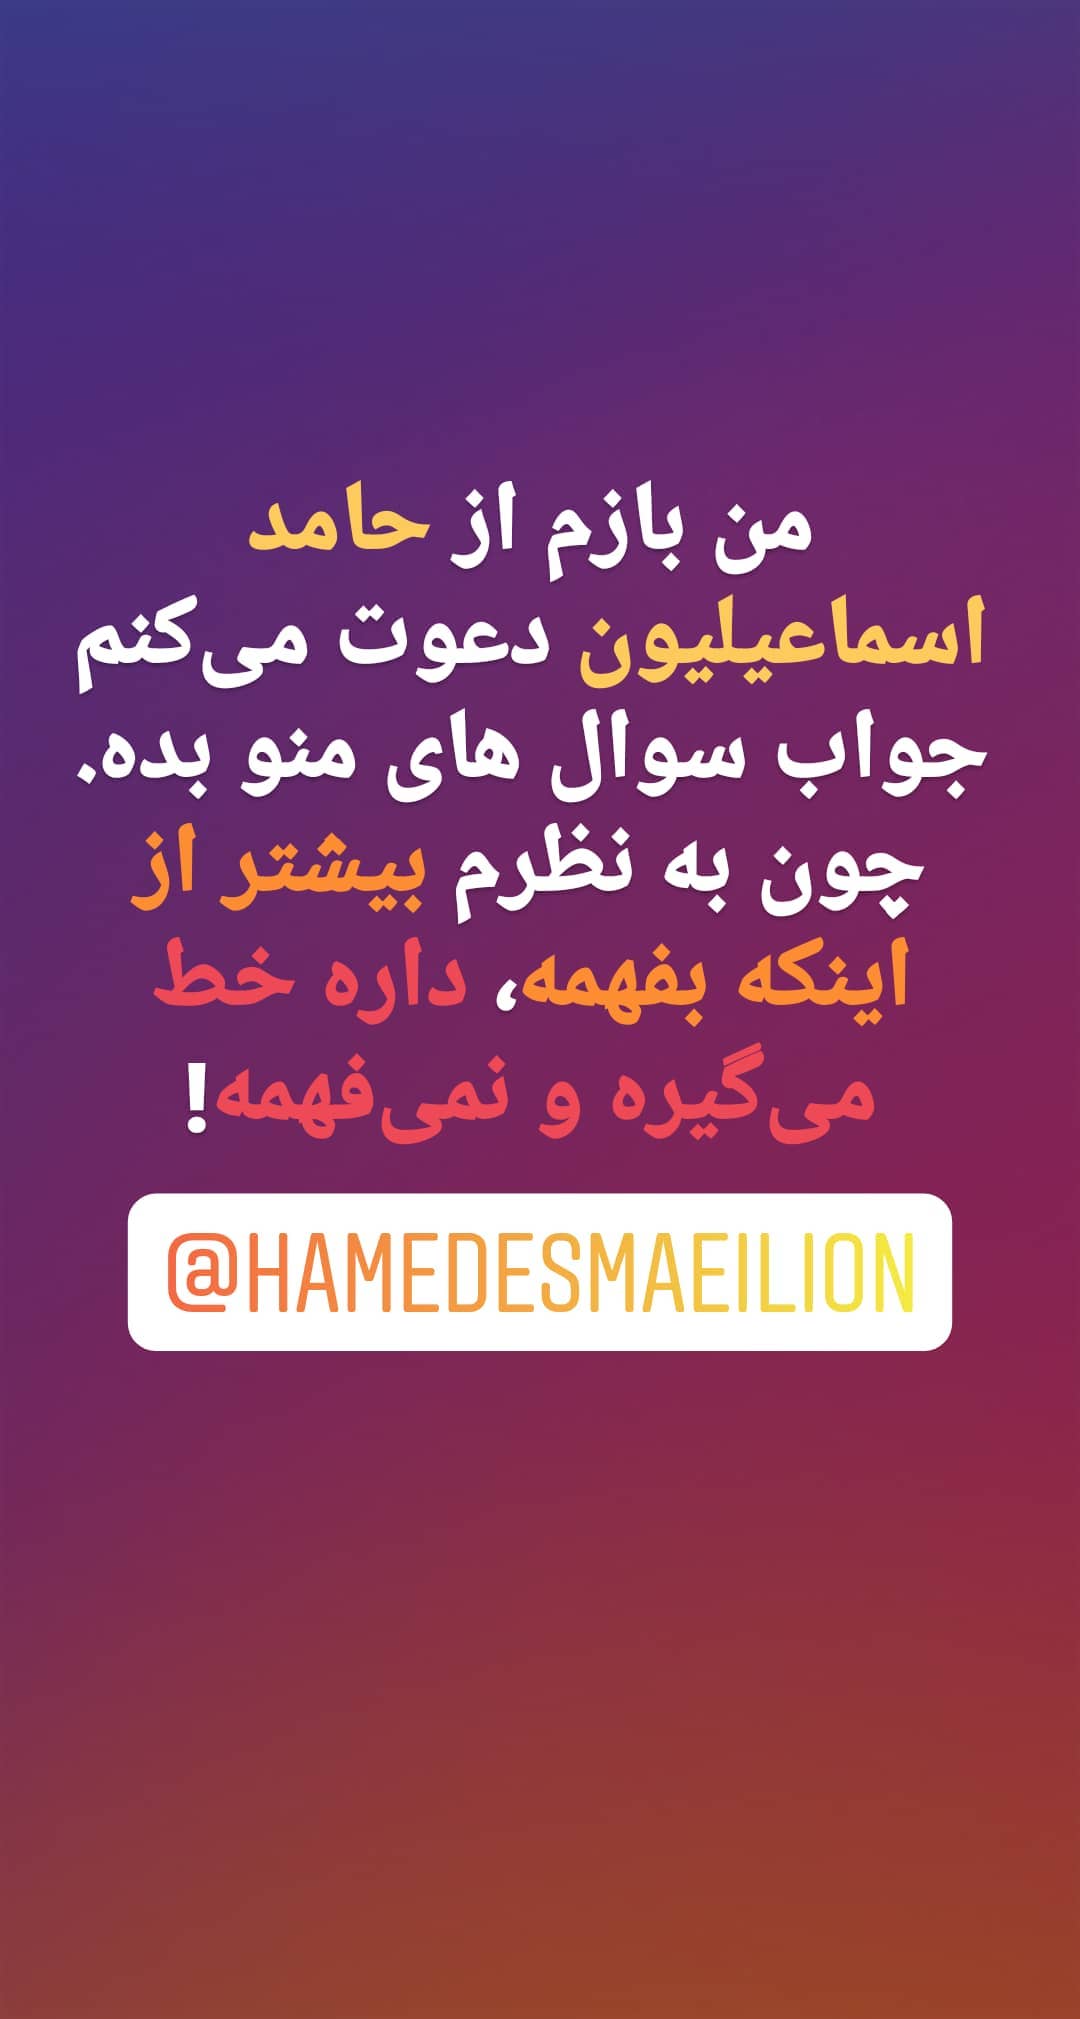 من بازم از حامد
اسماعیلیون دعوت می‌کنم
جواب سوال های منو بده.
چون به نظرم بیشتر از
اینکه بفهمه، داره خط
می‌گیره و نمی‌فهمه!
@HAMEDESMAEILION